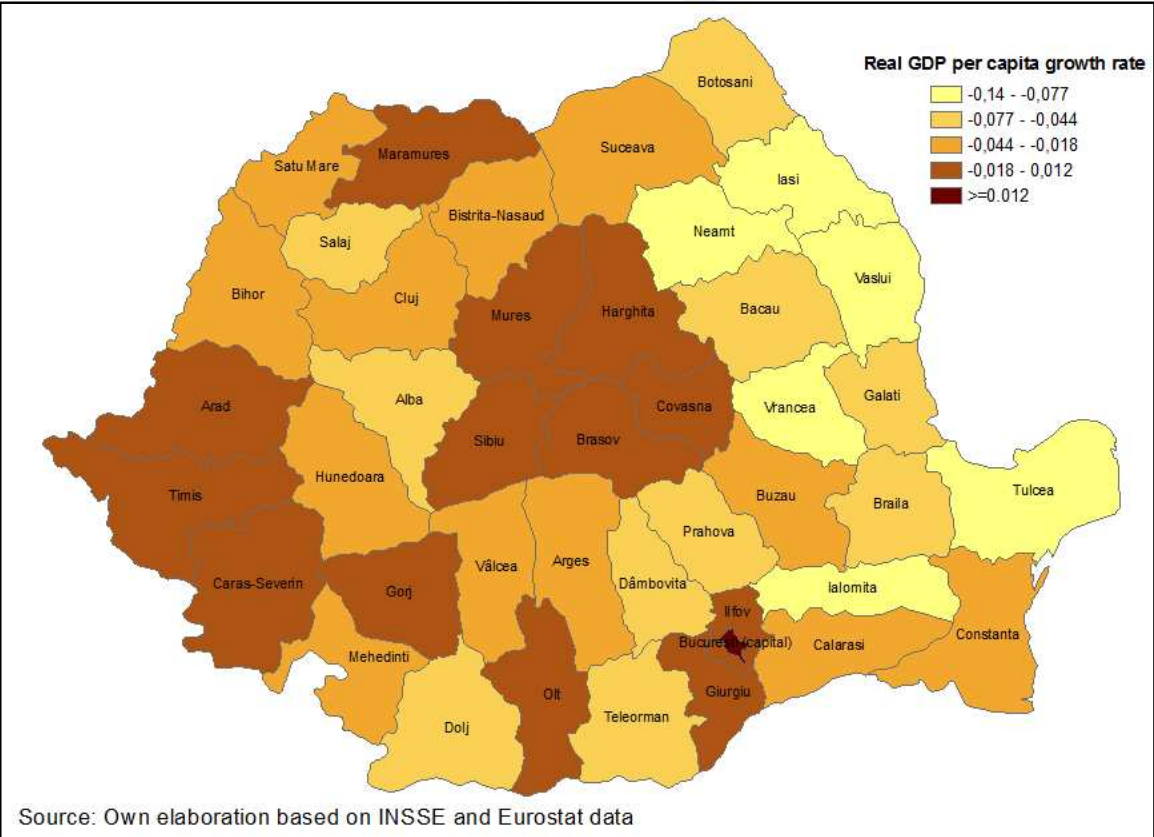 Real GDP per capita growth rate
-0,14 - -0,077
-0,077 - -0,044
-0,044 - -0,018
-0,018 - 0,012
>=0.012
Botosani
Suceava
Maramures
Satu Mare
Iasi
Bistrita-Nasaud
Neamt
Salaj
Vaslui
Bihor
Cluj
Mures
Harghita
Bacau
Arad
Alba
Covasna
Vrancea
Galati
Sibiu
Brasov
Hunedoara
Timis
Buzau
Braila
Tulcea
Prahova
Caras-Severin
Gorj
Vâlcea
Arges
Dâmbovita
Ialomita
Ilfov
Constanta
Bucuresti (capital)
Calarasi
Mehedinti
Olt
Giurgiu
Teleorman
Dolj
Source: Own elaboration based on INSSE and Eurostat data